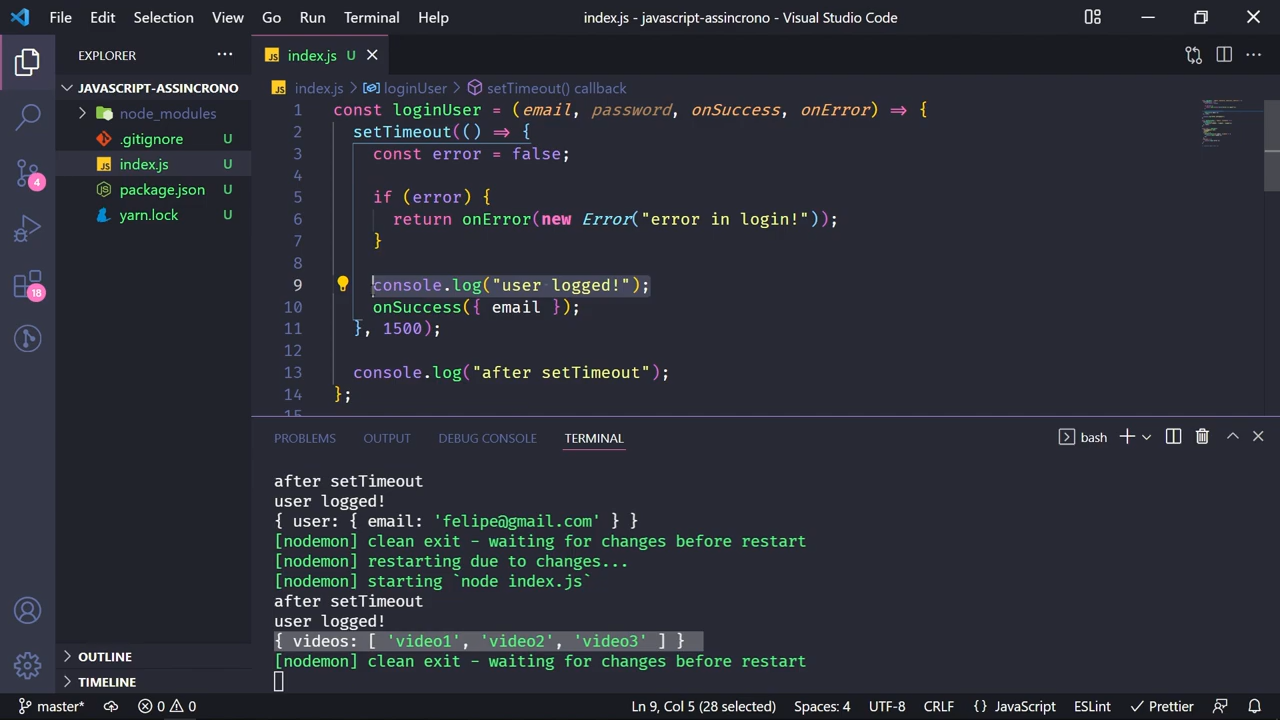 File Edit Selection View Go Run Terminal Help
index.js - javascript-assincrono - Visual Studio Code
EXPLORER
JAVASCRIPT-ASSINCRONO
node_modules
.gitignore U
index.js U
package.json U
yarn.lock U
4
18
OUTLINE
TIMELINE
JS index.js U
JS index.js > loginUser > setTimeout() callback
1 const loginUser = (email, password, onSuccess, onError) => {
2 setTimeout(() => {
3 const error = false;
4
5 if (error) {
6 return onError(new Error("error in login!"));
7 }
8
9 console.log("user logged!");
10 onSuccess({ email });
11 }, 1500);
12
13 console.log("after setTimeout");
14 };
15
PROBLEMS OUTPUT DEBUG CONSOLE TERMINAL
bash
after setTimeout
user logged!
{ user: { email: 'felipe@gmail.com' } }
[nodemon] clean exit - waiting for changes before restart
[nodemon] restarting due to changes...
[nodemon] starting `node index.js`
after setTimeout
user logged!
{ videos: [ 'video1', 'video2', 'video3' ] }
[nodemon] clean exit - waiting for changes before restart
master* 0 0 Ln 9, Col 5 (28 selected) Spaces: 4 UTF-8 CRLF {} JavaScript ESLint Prettier